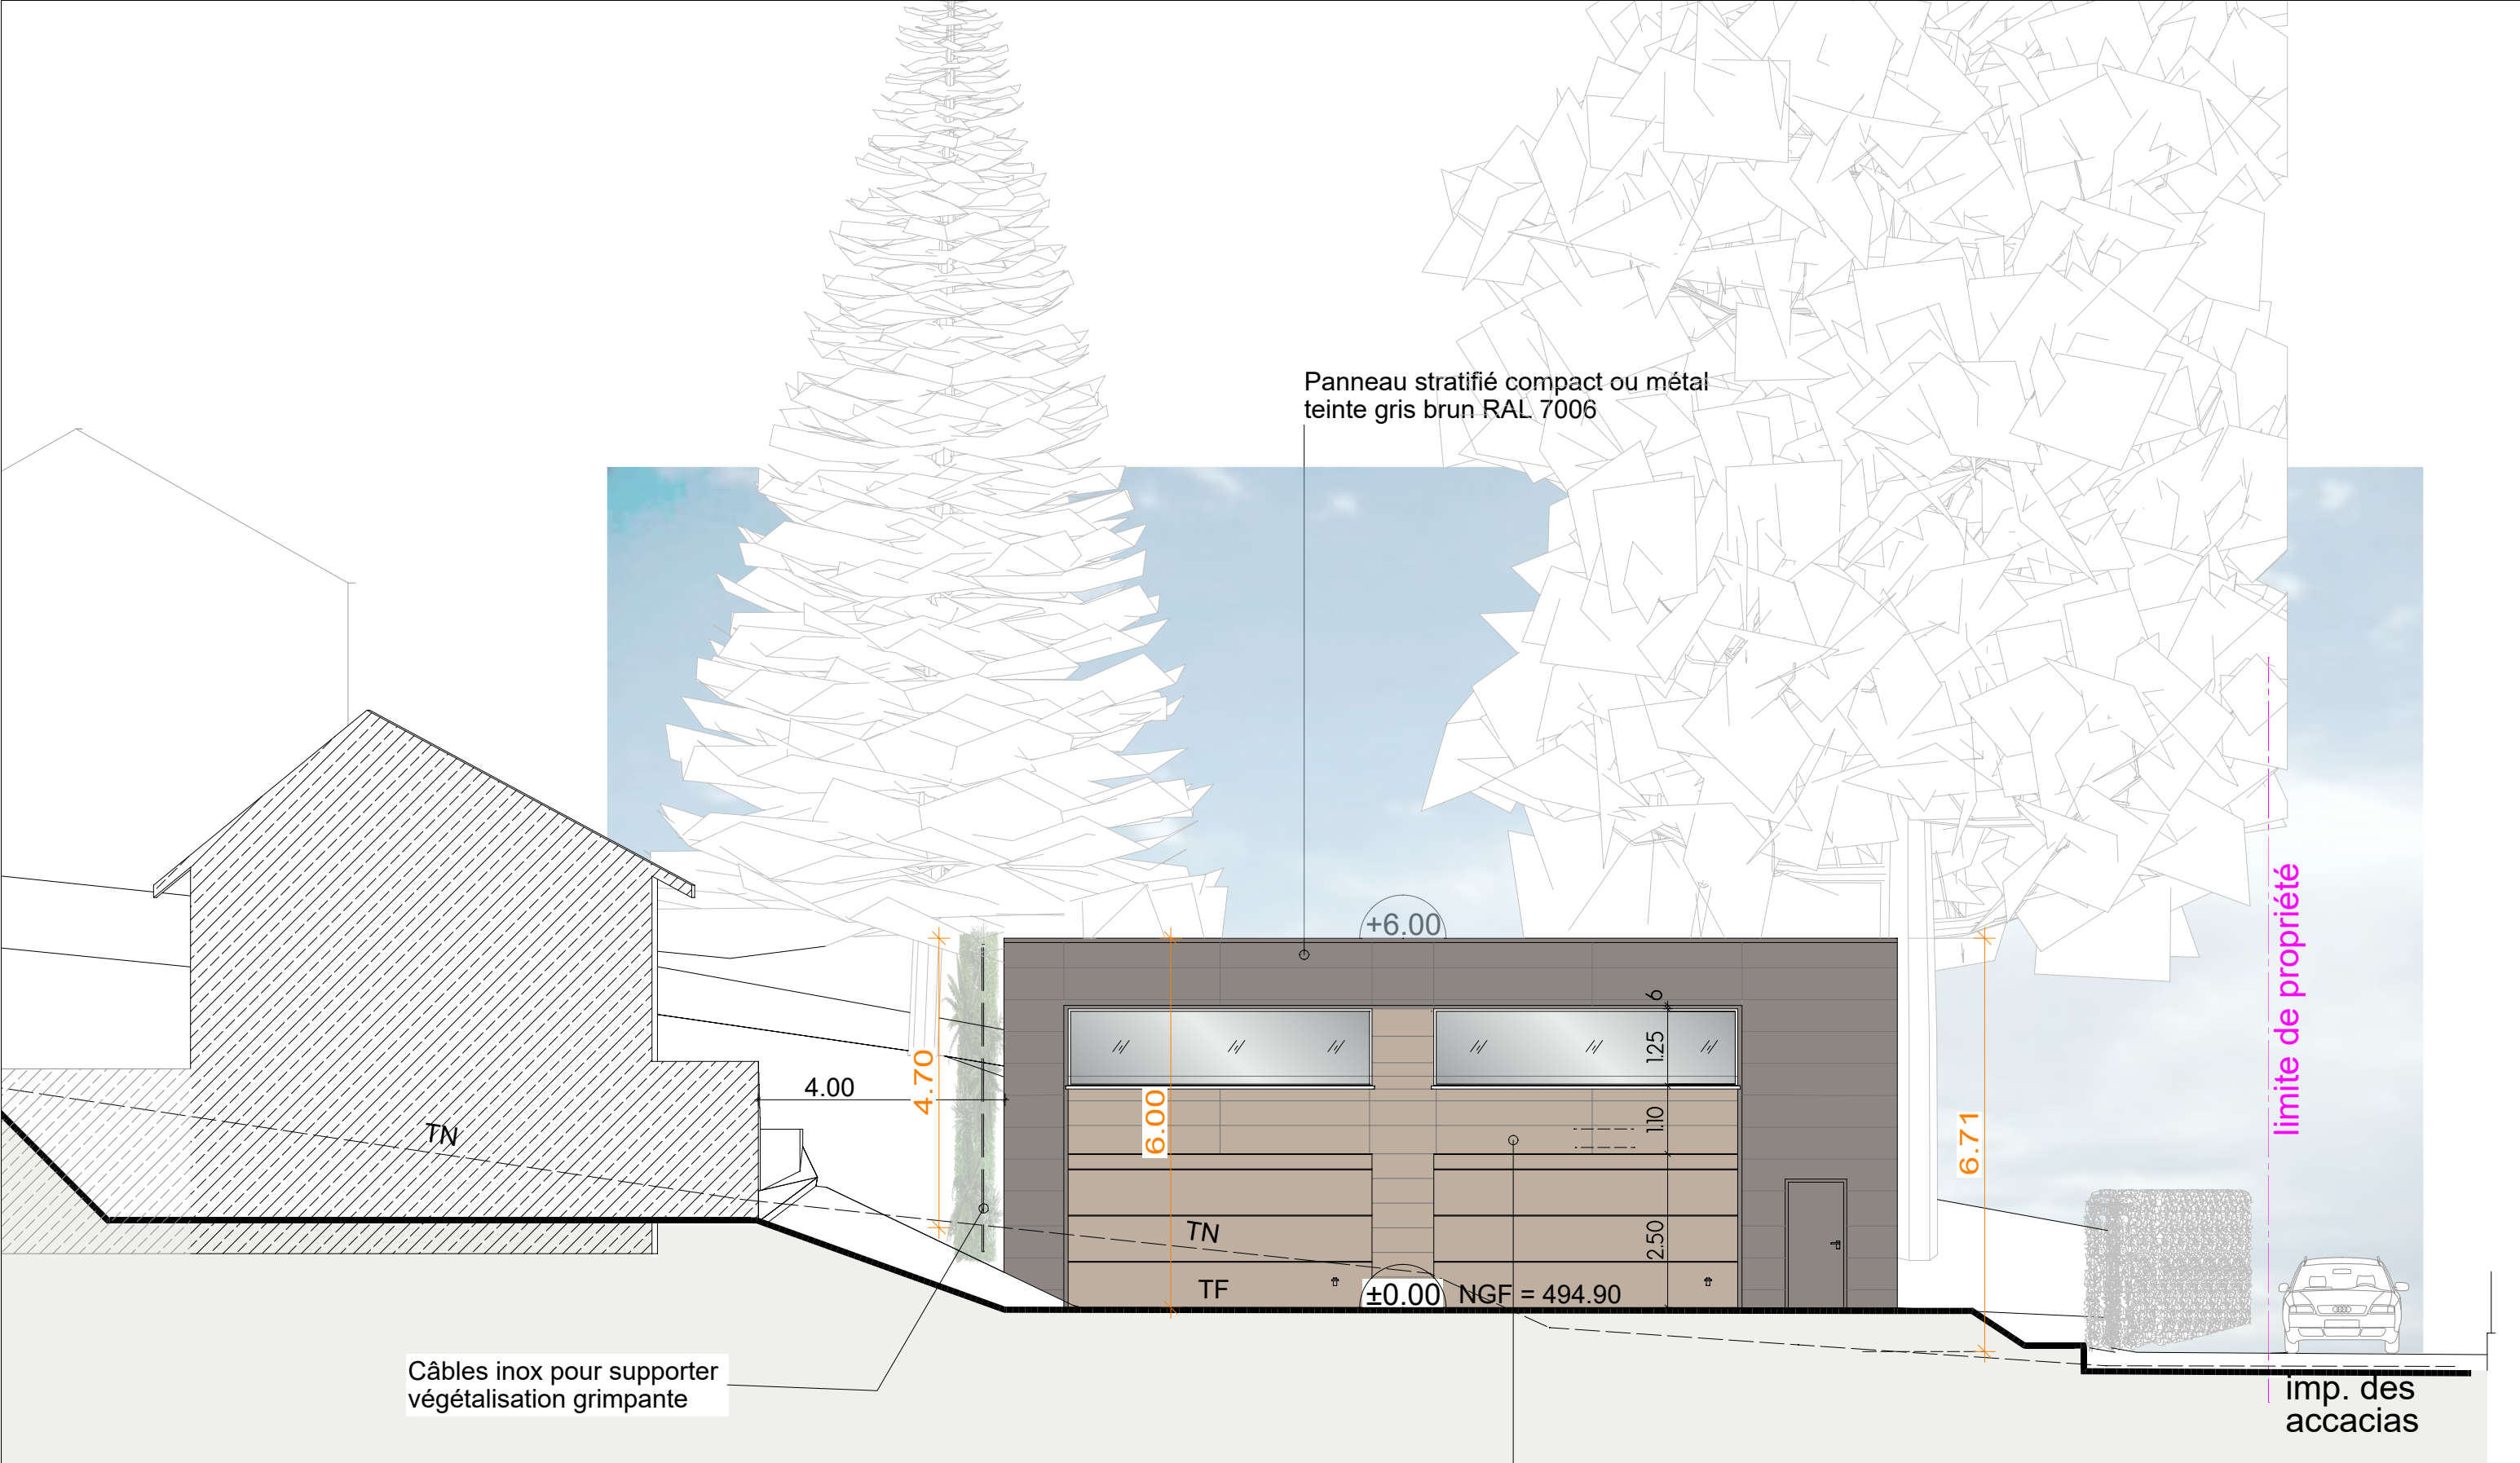 Panneau stratifié compact ou métal
teinte gris brun RAL 7006
+6.00
limite de propriété
6
1.25
4.70
4.00
6.00
1.10
6.71
TN
TN
2.50
TF
±0.00 NGF = 494.90
Câbles inox pour supporter
végétalisation grimpante
imp. des
accacias